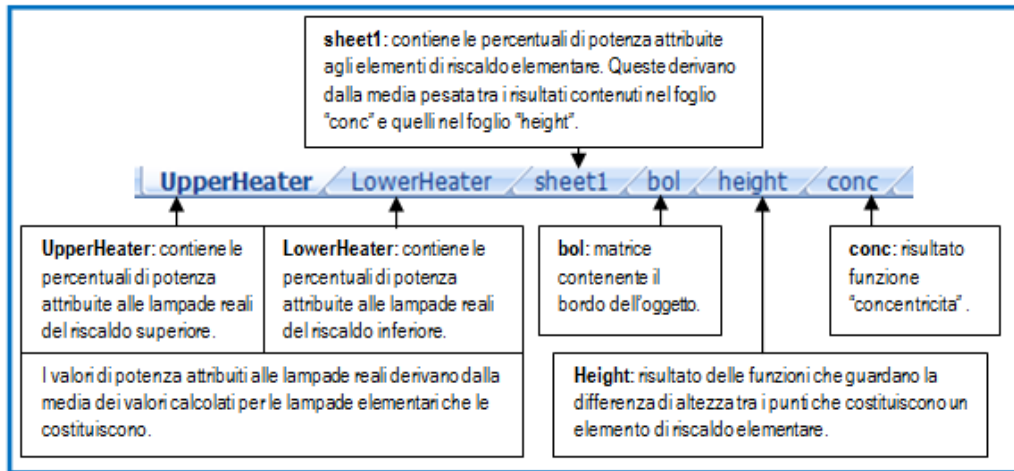 sheet1: contiene le percentuali di potenza attribuite
agli elementi di riscaldo elementare. Queste derivano
dalla media pesata tra i risultati contenuti nel foglio
“conc” e quelli nel foglio “height”.
UpperHeater LowerHeater sheet1 bol height conc
UpperHeater: contiene le
percentuali di potenza
attribuite alle lampade reali
del riscaldo superiore.
LowerHeater: contiene le
percentuali di potenza
attribuite alle lampade reali
del riscaldo inferiore.
I valori di potenza attribuiti alle lampade reali derivano dalla
media dei valori calcolati per le lampade elementari che le
costituiscono.
bol: matrice
contenente il
bordo dell'oggetto.
conc: risultato
funzione
“concentricita”.
Height: risultato delle funzioni che guardano la
differenza di altezza tra i punti che costituiscono un
elemento di riscaldo elementare.